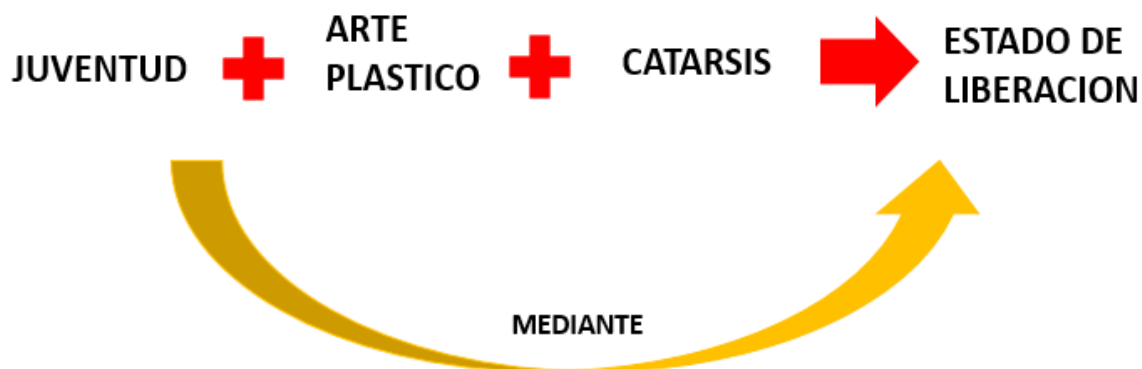 JUVENTUD
ARTE
PLASTICO
CATARSIS
ESTADO DE
LIBERACION
MEDIANTE